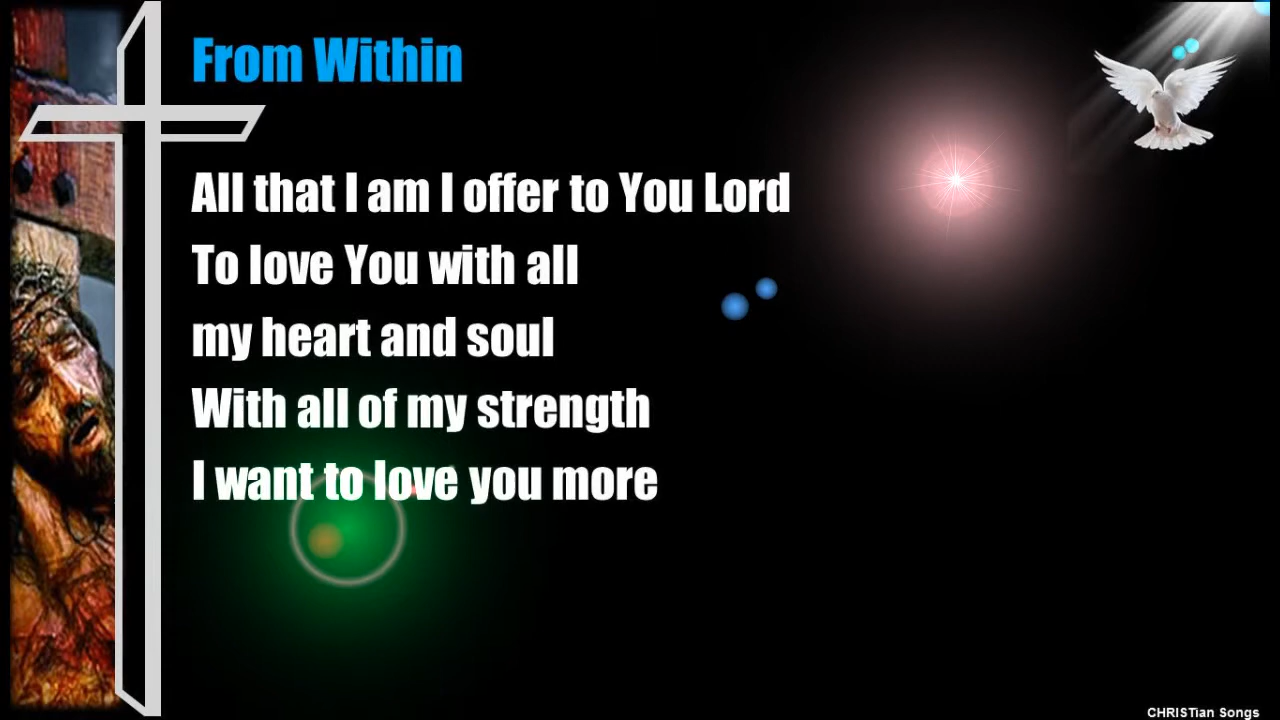 From Within
All that I am I offer to You Lord
To love You with all
my heart and soul
With all of my strength
I want to love you more
CHRISTian Songs